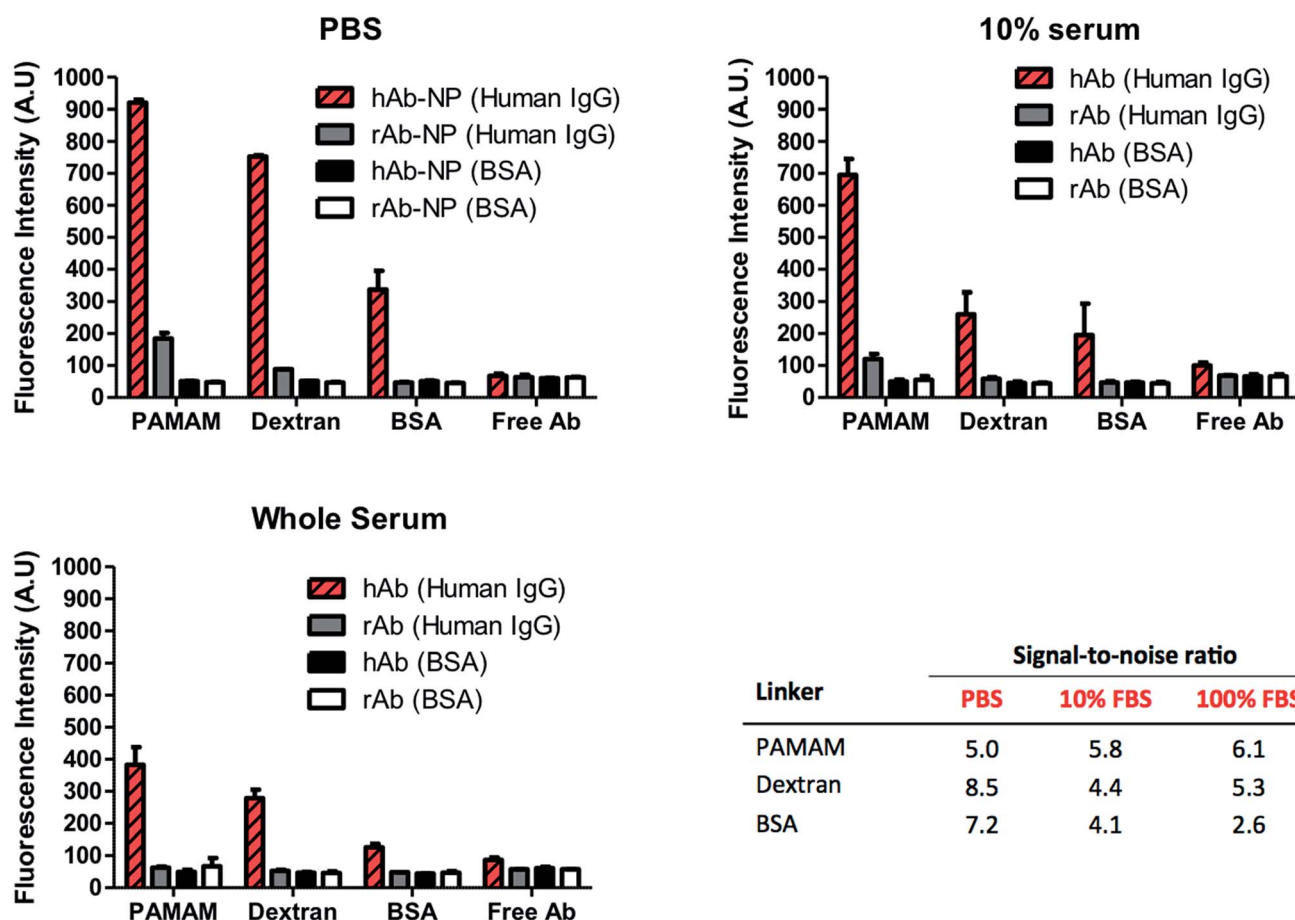 PBS
Fluorescence Intensity (A.U)
1000
900
800
700
600
500
400
300
200
100
0
hAb-NP (Human IgG)
rAb-NP (Human IgG)
hAb-NP (BSA)
rAb-NP (BSA)
PAMAM Dextran BSA Free Ab
10% serum
Fluorescence Intensity (A.U.)
1000
900
800
700
600
500
400
300
200
100
0
hAb (Human IgG)
rAb (Human IgG)
hAb (BSA)
rAb (BSA)
PAMAM Dextran BSA Free Ab
Whole Serum
Fluorescence Intensity (A.U)
1000
900
800
700
600
500
400
300
200
100
0
hAb (Human IgG)
rAb (Human IgG)
hAb (BSA)
rAb (BSA)
PAMAM Dextran BSA Free Ab
Signal-to-noise ratio
Linker PBS 10% FBS 100% FBS
PAMAM 5.0 5.8 6.1
Dextran 8.5 4.4 5.3
BSA 7.2 4.1 2.6